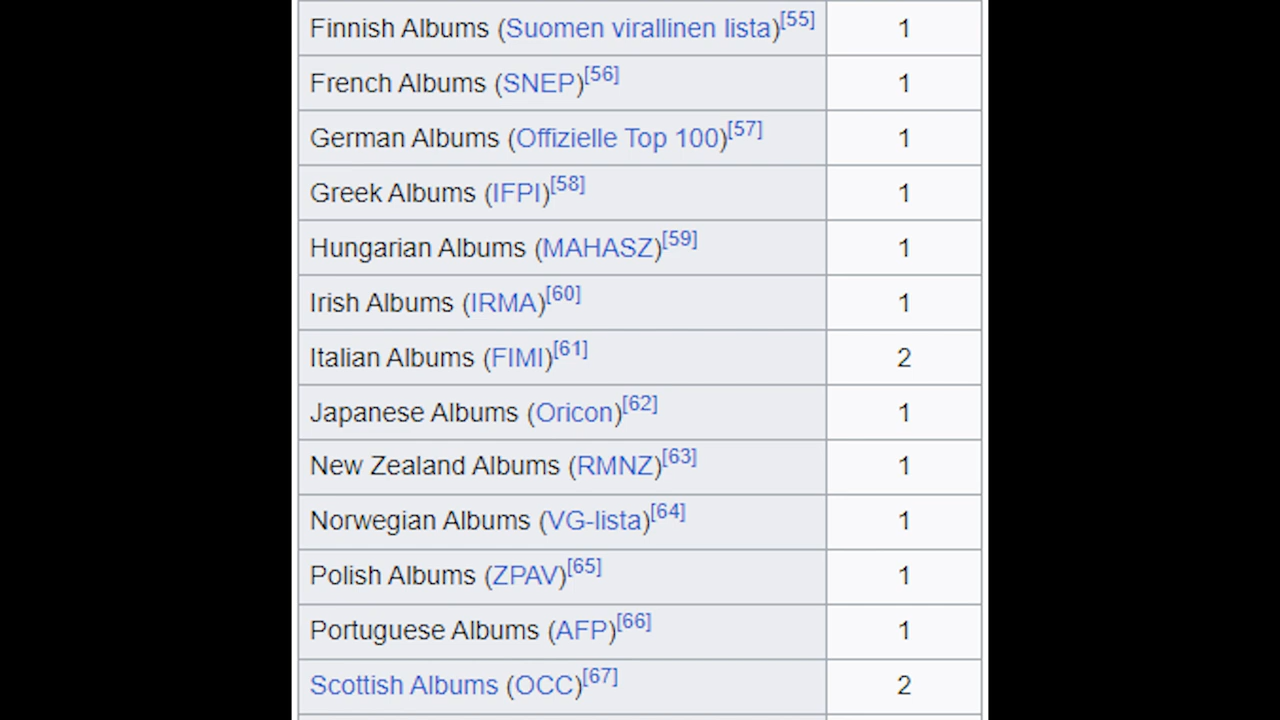 Finnish Albums (Suomen virallinen lista)[55] 1
French Albums (SNEP)[56] 1
German Albums (Offizielle Top 100)[57] 1
Greek Albums (IFPI)[58] 1
Hungarian Albums (MAHASZ)[59] 1
Irish Albums (IRMA)[60] 1
Italian Albums (FIMI)[61] 2
Japanese Albums (Oricon)[62] 1
New Zealand Albums (RMNZ)[63] 1
Norwegian Albums (VG-lista)[64] 1
Polish Albums (ZPAV)[65] 1
Portuguese Albums (AFP)[66] 1
Scottish Albums (OCC)[67] 2